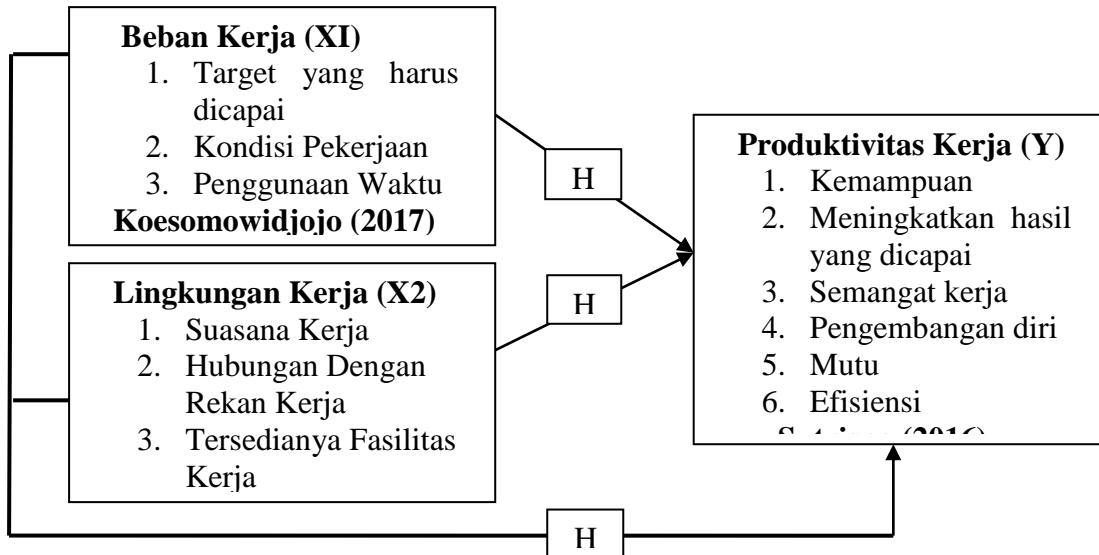 Beban Kerja (XI)
1. Target yang harus
dicapai
2. Kondisi Pekerjaan
3. Penggunaan Waktu
Koesomowidjojo (2017)
H
Lingkungan Kerja (X2)
1. Suasana Kerja
2. Hubungan Dengan
Rekan Kerja
3. Tersedianya Fasilitas
Kerja
H
Produktivitas Kerja (Y)
1. Kemampuan
2. Meningkatkan hasil
yang dicapai
3. Semangat kerja
4. Pengembangan diri
5. Mutu
6. Efisiensi
(2016)
H